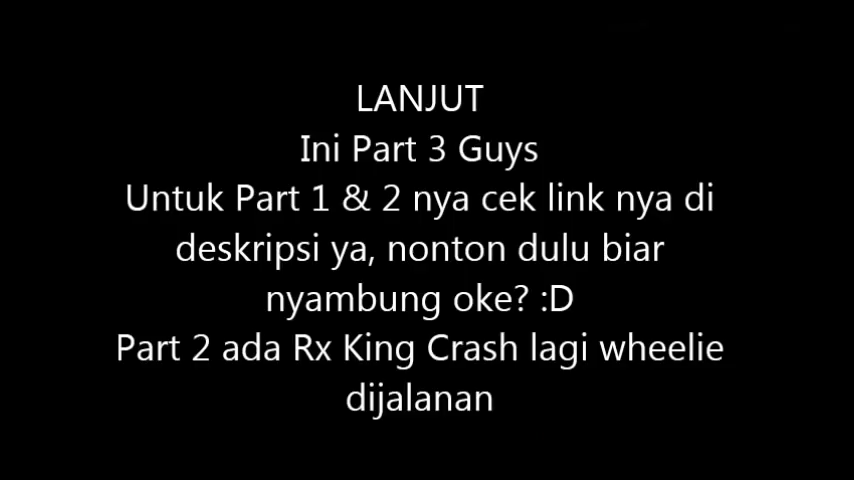 LANJUT
Ini Part 3 Guys
Untuk Part 1 & 2 nya cek link nya di
deskripsi ya, nonton dulu biar
nyambung oke? :D
Part 2 ada Rx King Crash lagi wheelie
dijalanan